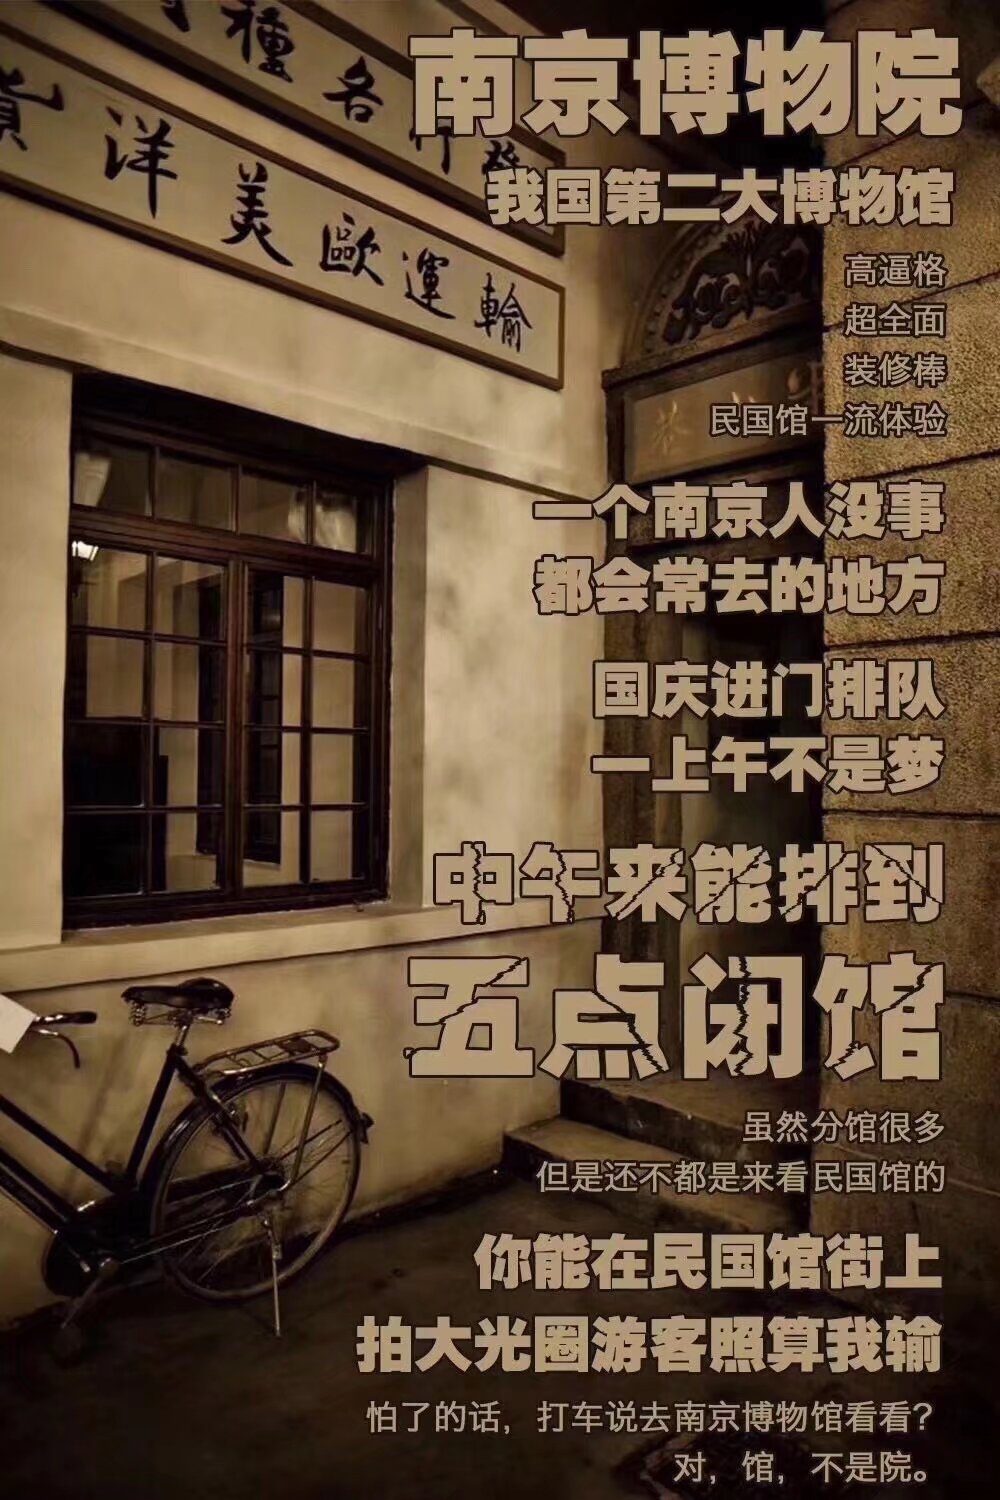 南京博物院
我国第二大博物馆
高逼格
超全面
装修棒
民国馆一流体验
一个南京人没事
都会常去的地方
国庆进门排队
一上午不是梦
中午来能排到
五点闭馆
虽然分馆很多
但是还不都是来看民国馆的
你能在民国馆街上
拍大光圈游客照算我输
怕了的话，打车说去南京博物馆看看？
对，馆，不是院。
種各
貨洋美歐運輸